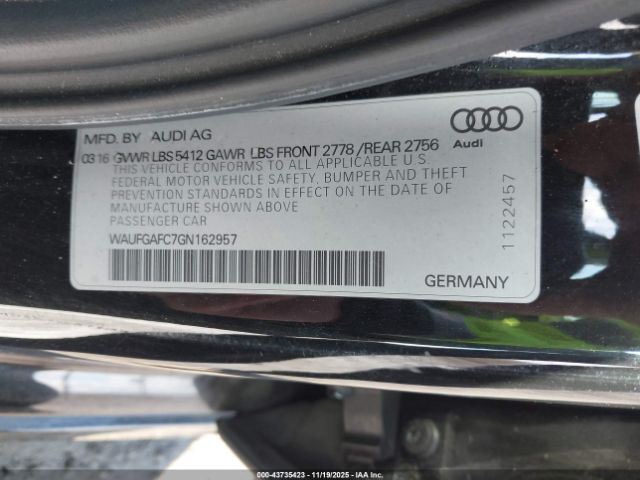 MFD. BY AUDI AG
Audi
03 16 GVWR LBS 5412 GAWR LBS FRONT 2778 / REAR 2756
THIS VEHICLE CONFORMS TO ALL APPLICABLE U.S.
FEDERAL MOTOR VEHICLE SAFETY, BUMPER AND THEFT
PREVENTION STANDARDS IN EFFECT ON THE DATE OF
MANUFACTURE SHOWN ABOVE
PASSENGER CAR
WAUFGAFC7GN162957
1122457
GERMANY
00-43735423 | 11/19/2025 - IAA INC.